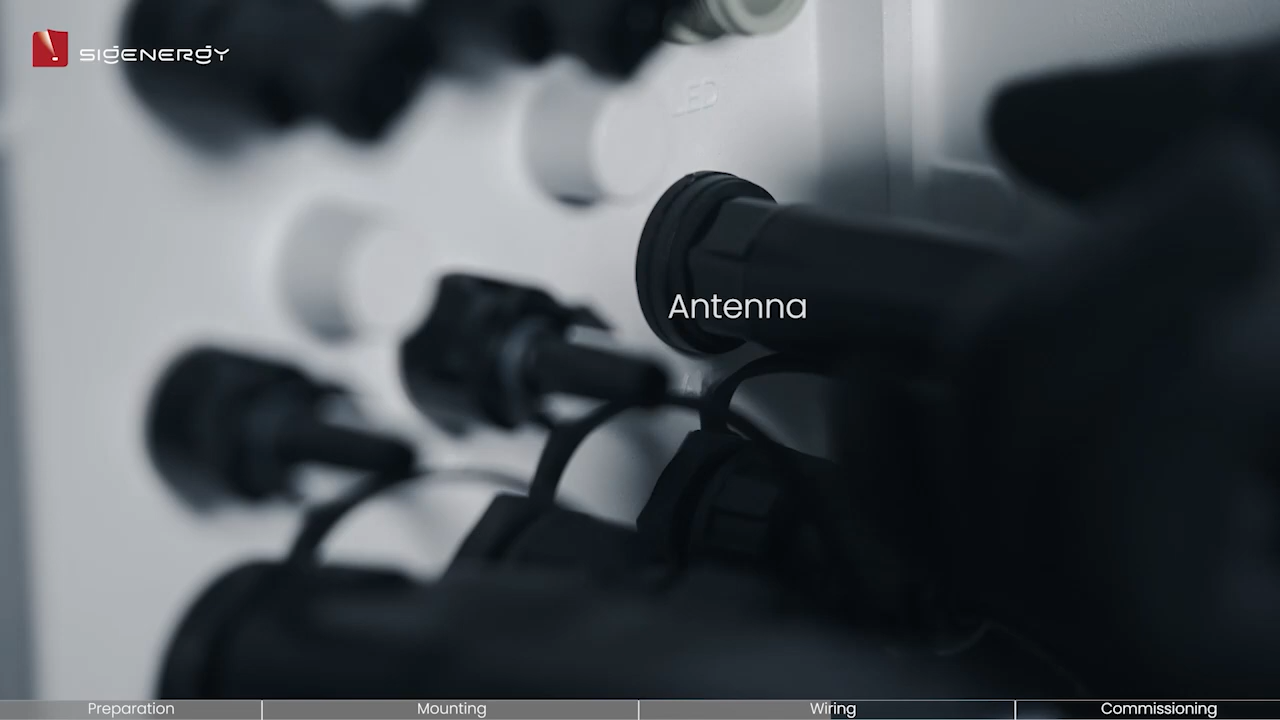 SIGENERGY
Antenna
Preparation
Mounting
Wiring
Commissioning